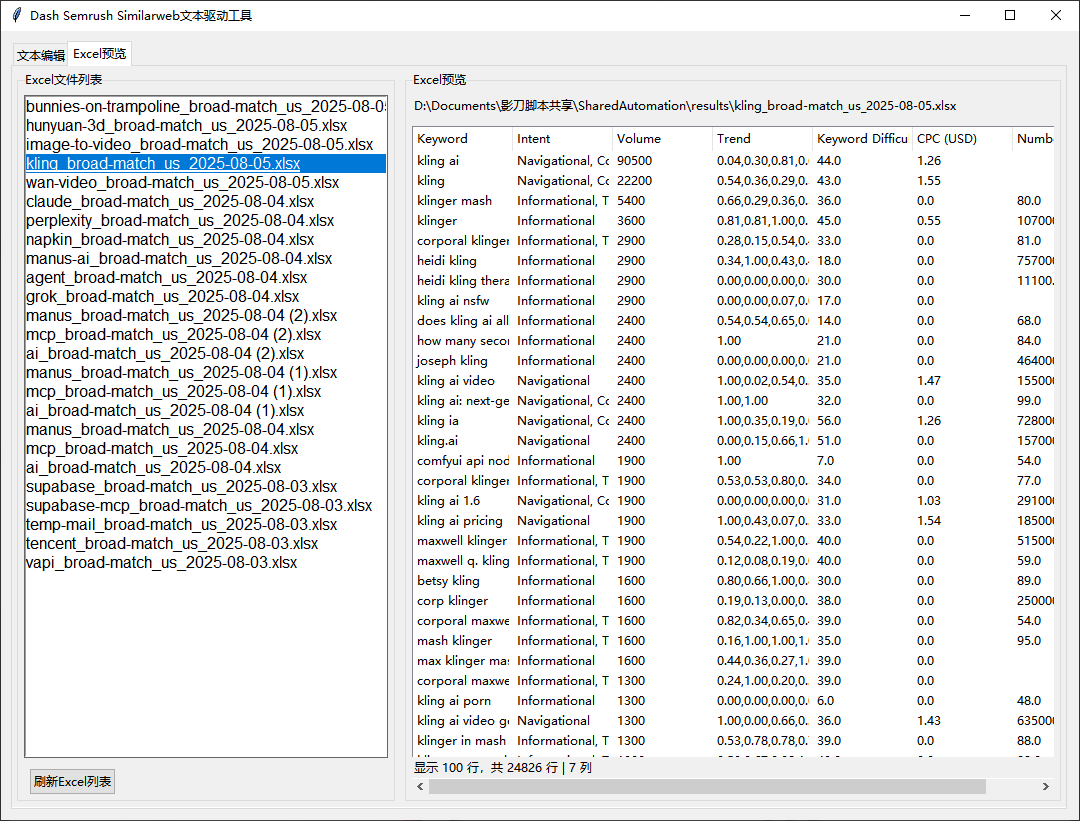 Dash Semrush Similarweb文本驱动工具
文本编辑 Excel预览
Excel文件列表
bunnies-on-trampoline_broad-match_us_2025-08-05
hunyuan-3d_broad-match_us_2025-08-05.xlsx
image-to-video_broad-match_us_2025-08-05.xlsx
kling_broad-match_us_2025-08-05.xlsx
wan-video_broad-match_us_2025-08-05.xlsx
claude_broad-match_us_2025-08-04.xlsx
perplexity_broad-match_us_2025-08-04.xlsx
napkin_broad-match_us_2025-08-04.xlsx
manus-ai_broad-match_us_2025-08-04.xlsx
agent_broad-match_us_2025-08-04.xlsx
grok_broad-match_us_2025-08-04.xlsx
manus_broad-match_us_2025-08-04 (2).xlsx
mcp_broad-match_us_2025-08-04 (2).xlsx
ai_broad-match_us_2025-08-04 (2).xlsx
manus_broad-match_us_2025-08-04 (1).xlsx
mcp_broad-match_us_2025-08-04 (1).xlsx
ai_broad-match_us_2025-08-04 (1).xlsx
manus_broad-match_us_2025-08-04.xlsx
mcp_broad-match_us_2025-08-04.xlsx
ai_broad-match_us_2025-08-04.xlsx
supabase_broad-match_us_2025-08-03.xlsx
supabase-mcp_broad-match_us_2025-08-03.xlsx
temp-mail_broad-match_us_2025-08-03.xlsx
tencent_broad-match_us_2025-08-03.xlsx
vapi_broad-match_us_2025-08-03.xlsx
刷新Excel列表
Excel预览
D:\Documents\影刀脚本共享\SharedAutomation\results\kling_broad-match_us_2025-08-05.xlsx
Keyword Intent Volume Trend Keyword Difficu CPC (USD) Numb
kling ai Navigational, Cc 90500 0.04,0.30,0.81,0. 44.0 1.26
kling Navigational, Cc 22200 0.54,0.36,0.29,0. 43.0 1.55
klinger mash Informational, T 5400 0.66,0.29,0.36,0. 36.0 0.0 80.0
klinger Informational 3600 0.81,0.81,1.00,0. 45.0 0.55 107000
corporal klinger Informational, T 2900 0.28,0.15,0.54,0. 33.0 0.0 81.0
heidi kling Informational 2900 0.34,1.00,0.43,0. 18.0 0.0 757000
heidi kling thera Informational 2900 0.00,0.00,0.00,0. 30.0 0.0 11100.
kling ai nsfw Informational 2900 0.00,0.00,0.07,0. 17.0 0.0
does kling ai all Informational 2400 0.54,0.54,0.65,0. 14.0 0.0 68.0
how many secor Informational 2400 1.00 21.0 0.0 84.0
joseph kling Informational 2400 0.00,0.00,0.00,0. 21.0 0.0 464000
kling ai video Navigational 2400 1.00,0.02,0.54,0. 35.0 1.47 155000
kling ai: next-ge Navigational, Cc 2400 1.00,1.00 32.0 0.0 99.0
kling ia Navigational, Cc 2400 1.00,0.35,0.19,0. 56.0 1.26 728000
kling.ai Navigational 2400 0.00,0.15,0.66,1. 51.0 0.0 157000
comfyui api nod Informational 1900 1.00 7.0 0.0 54.0
corporal klinger Informational, T 1900 0.53,0.53,0.80,0. 34.0 0.0 77.0
kling ai 1.6 Navigational, Cc 1900 0.00,0.00,0.00,0. 31.0 1.03 291000
kling ai pricing Navigational 1900 1.00,0.43,0.07,0. 33.0 1.54 185000
maxwell klinger Informational, T 1900 0.54,0.22,1.00,0. 40.0 0.0 515000
maxwell q. kling Informational, T 1900 0.12,0.08,0.19,0. 40.0 0.0 59.0
betsy kling Informational 1600 0.80,0.66,1.00,0. 30.0 0.0 89.0
corp klinger Informational 1600 0.19,0.13,0.00,0. 38.0 0.0 250000
corporal maxwe Informational, T 1600 0.82,0.34,0.65,0. 39.0 0.0 54.0
mash klinger Informational, T 1600 0.16,1.00,1.00,1. 35.0 0.0 95.0
max klinger mas Informational 1600 0.44,0.36,0.27,1. 39.0 0.0
corporal maxwe Informational, T 1300 0.24,1.00,0.20,0. 39.0 0.0
kling ai porn Informational 1300 0.00,0.00,0.00,0. 6.0 0.0 48.0
kling ai video ge Navigational 1300 1.00,0.00,0.66,0. 36.0 1.43 635000
klinger in mash Informational, T 1300 0.53,0.78,0.78,0. 39.0 0.0 88.0
显示 100 行，共 24826 行 | 7 列